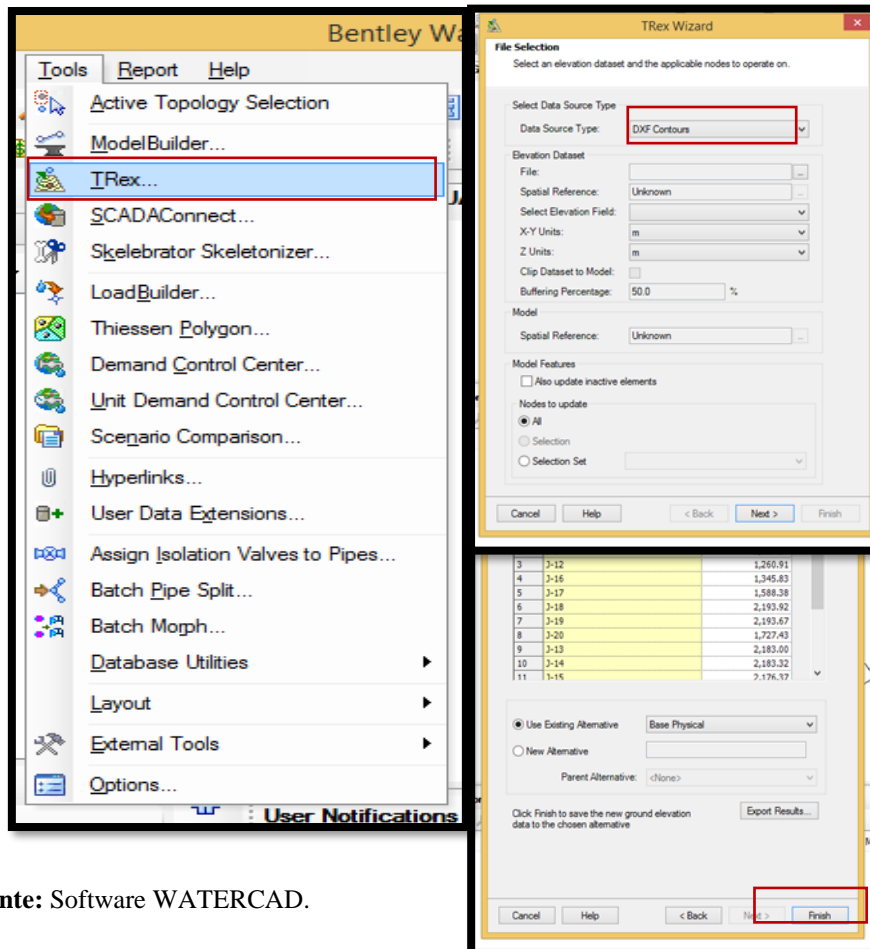 Bentley Wa
Tools Report Help
Active Topology Selection
ModelBuilder...
TRex...
SCADAConnect...
Skelebrator Skeletonizer...
LoadBuilder...
Thiessen Polygon...
Demand Control Center...
Unit Demand Control Center...
Scenario Comparison...
Hyperlinks...
User Data Extensions...
Assign Isolation Valves to Pipes...
Batch Pipe Split...
Batch Morph...
Database Utilities
Layout
External Tools
Options...
User Notifications
TRex Wizard
File Selection
Select an elevation dataset and the applicable nodes to operate on.
Select Data Source Type
Data Source Type: DXF Contours
Elevation Dataset
File: ...
Spatial Reference: Unknown ...
Select Elevation Field:
X-Y Units: m
Z Units: m
Clip Dataset to Model:
Buffering Percentage: 50.0 %
Model
Spatial Reference: Unknown ...
Model Features
Also update inactive elements
Nodes to update
All
Selection
Selection Set
Cancel Help < Back Next > Finish
3 J-12 1,260.91
4 J-16 1,345.83
5 J-17 1,588.38
6 J-18 2,193.92
7 J-19 2,193.67
8 J-20 1,727.43
9 J-13 2,183.00
10 J-14 2,183.32
11 J-15 2,176.37
Use Existing Alternative Base Physical
New Alternative
Parent Alternative: <None>
Click Finish to save the new ground elevation
data to the chosen alternative
Export Results...
Cancel Help < Back Next > Finish
nte: Software WATERCAD.